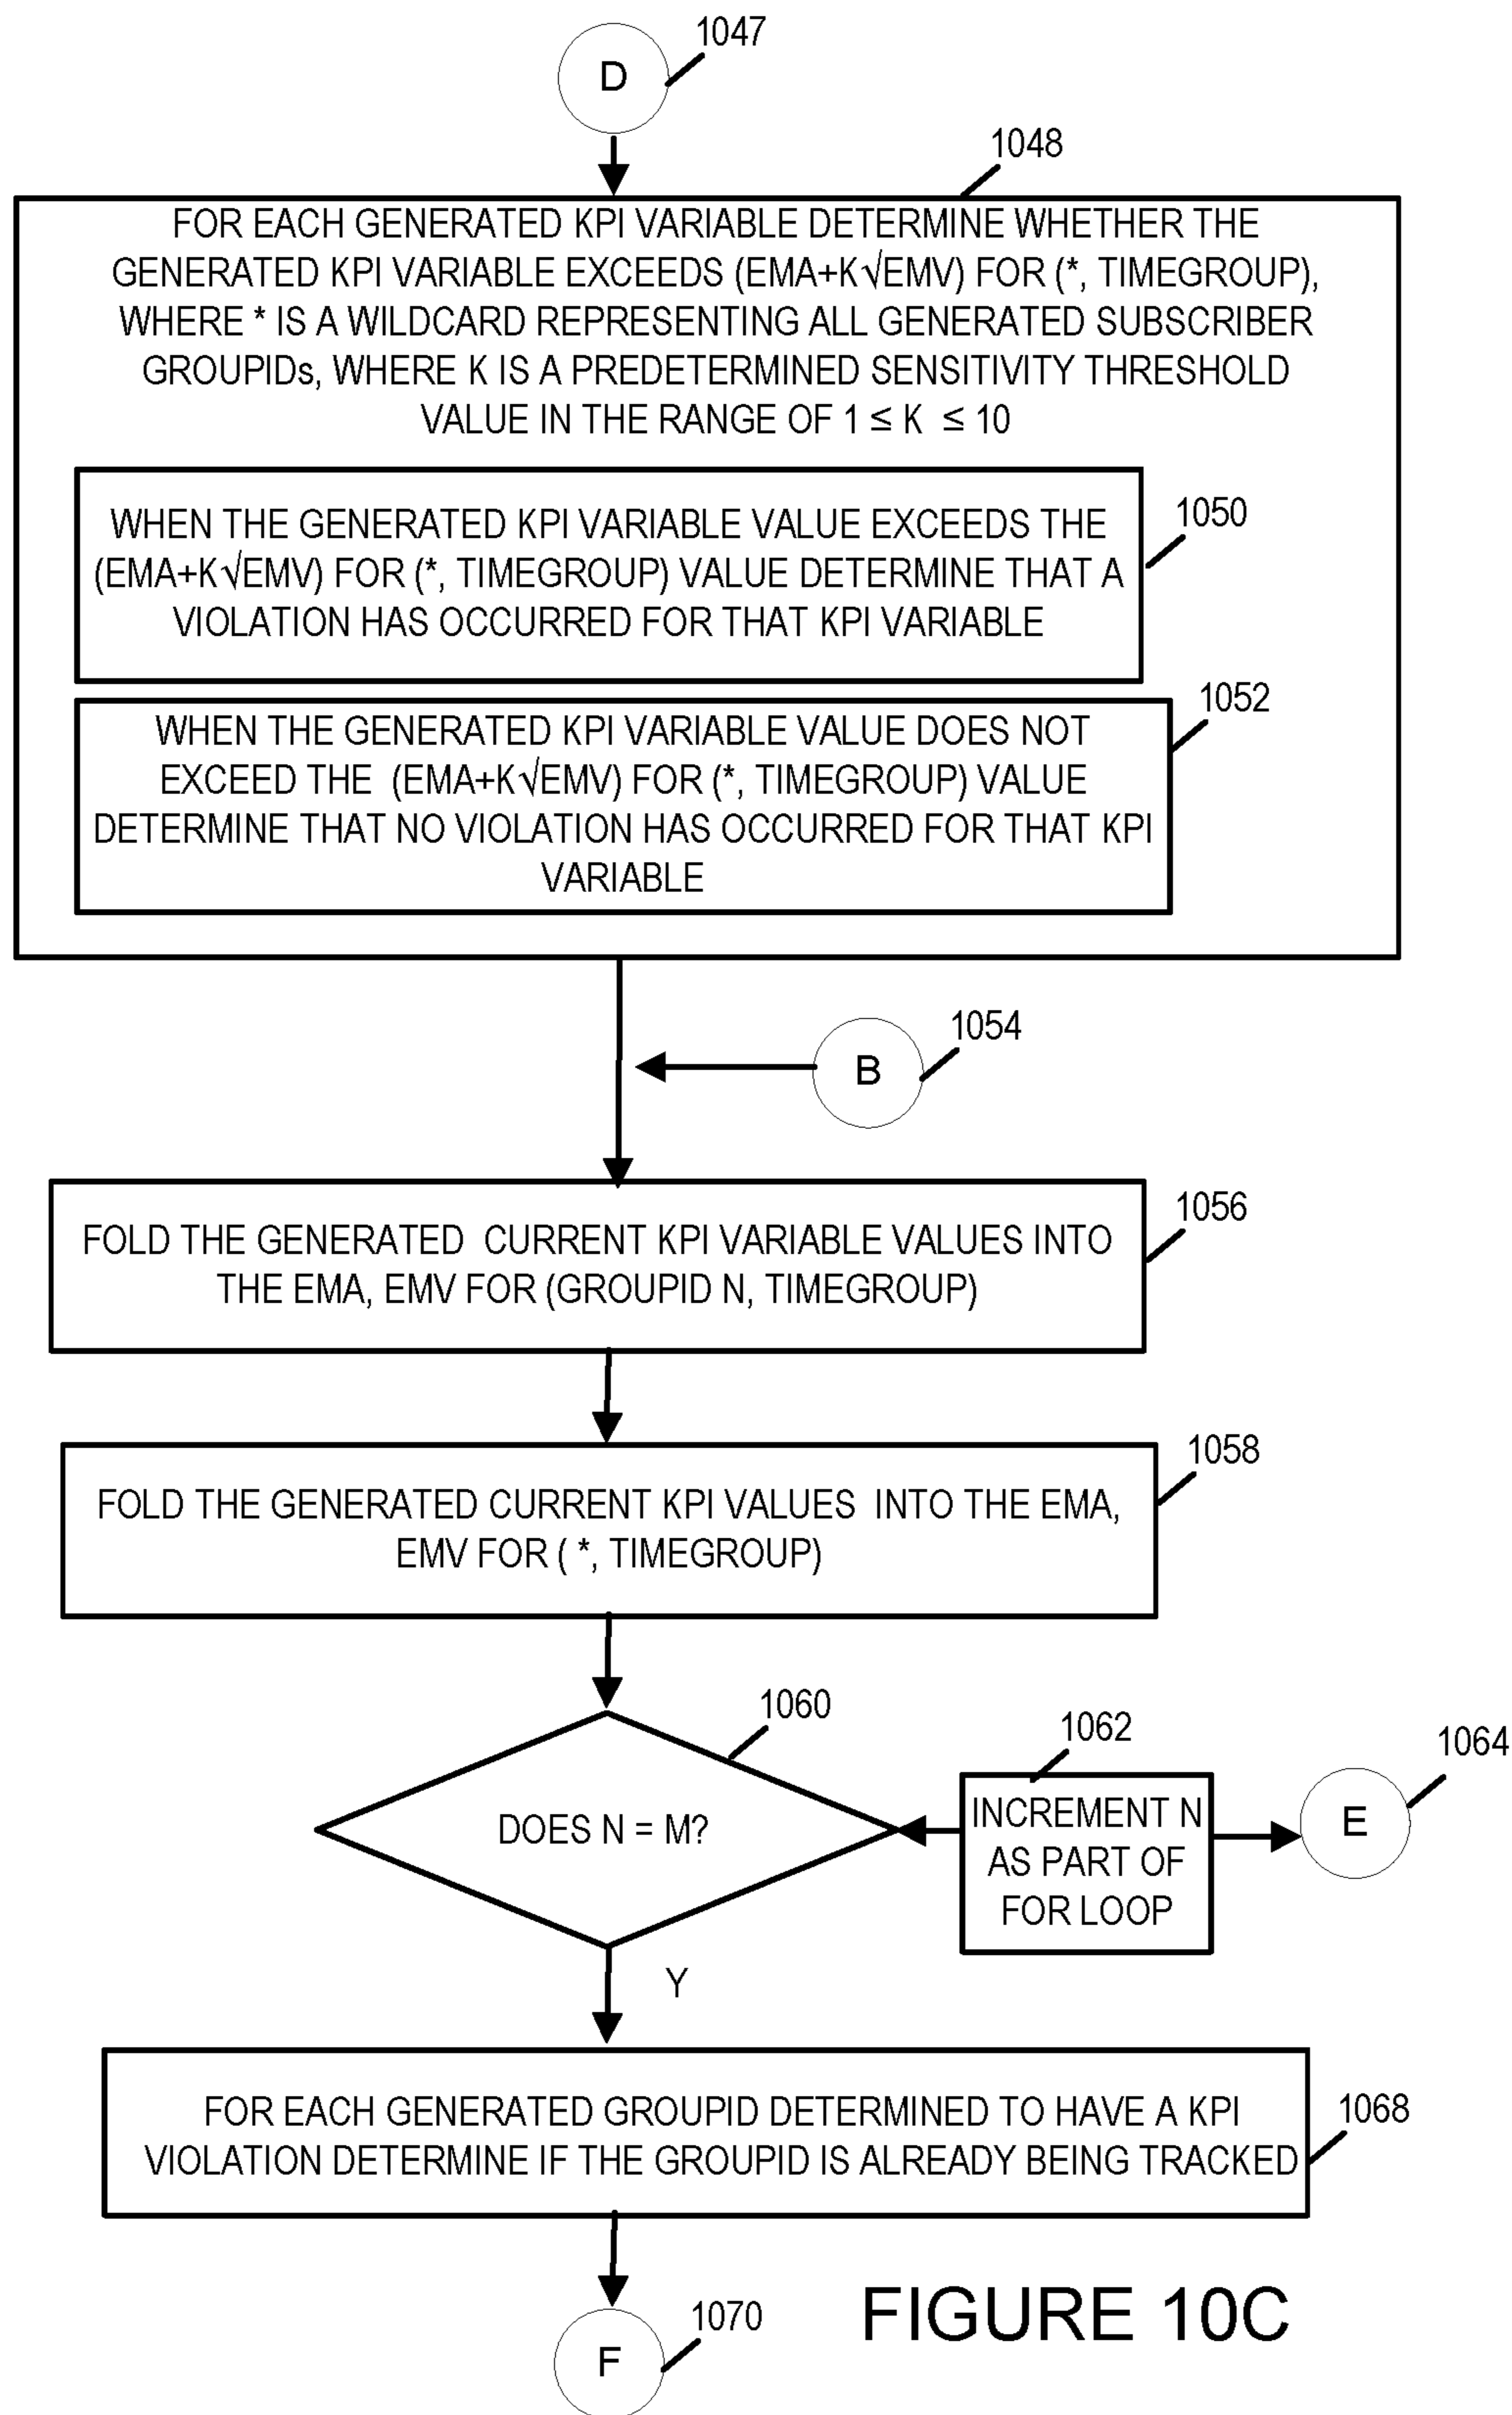 1047
D
1048
FOR EACH GENERATED KPI VARIABLE DETERMINE WHETHER THE
GENERATED KPI VARIABLE EXCEEDS (EMA+K√EMV) FOR (*, TIMEGROUP),
WHERE * IS A WILDCARD REPRESENTING ALL GENERATED SUBSCRIBER
GROUPIDs, WHERE K IS A PREDETERMINED SENSITIVITY THRESHOLD
VALUE IN THE RANGE OF 1 ≤ K ≤ 10
1050
WHEN THE GENERATED KPI VARIABLE VALUE EXCEEDS THE
(EMA+K√EMV) FOR (*, TIMEGROUP) VALUE DETERMINE THAT A
VIOLATION HAS OCCURRED FOR THAT KPI VARIABLE
1052
WHEN THE GENERATED KPI VARIABLE VALUE DOES NOT
EXCEED THE (EMA+K√EMV) FOR (*, TIMEGROUP) VALUE
DETERMINE THAT NO VIOLATION HAS OCCURRED FOR THAT KPI
VARIABLE
1054
B
1056
FOLD THE GENERATED CURRENT KPI VARIABLE VALUES INTO
THE EMA, EMV FOR (GROUPID N, TIMEGROUP)
1058
FOLD THE GENERATED CURRENT KPI VALUES INTO THE EMA,
EMV FOR ( *, TIMEGROUP)
1060
DOES N = M?
1062
INCREMENT N
AS PART OF
FOR LOOP
1064
E
Y
FOR EACH GENERATED GROUPID DETERMINED TO HAVE A KPI
VIOLATION DETERMINE IF THE GROUPID IS ALREADY BEING TRACKED
1068
1070
F
FIGURE 10C